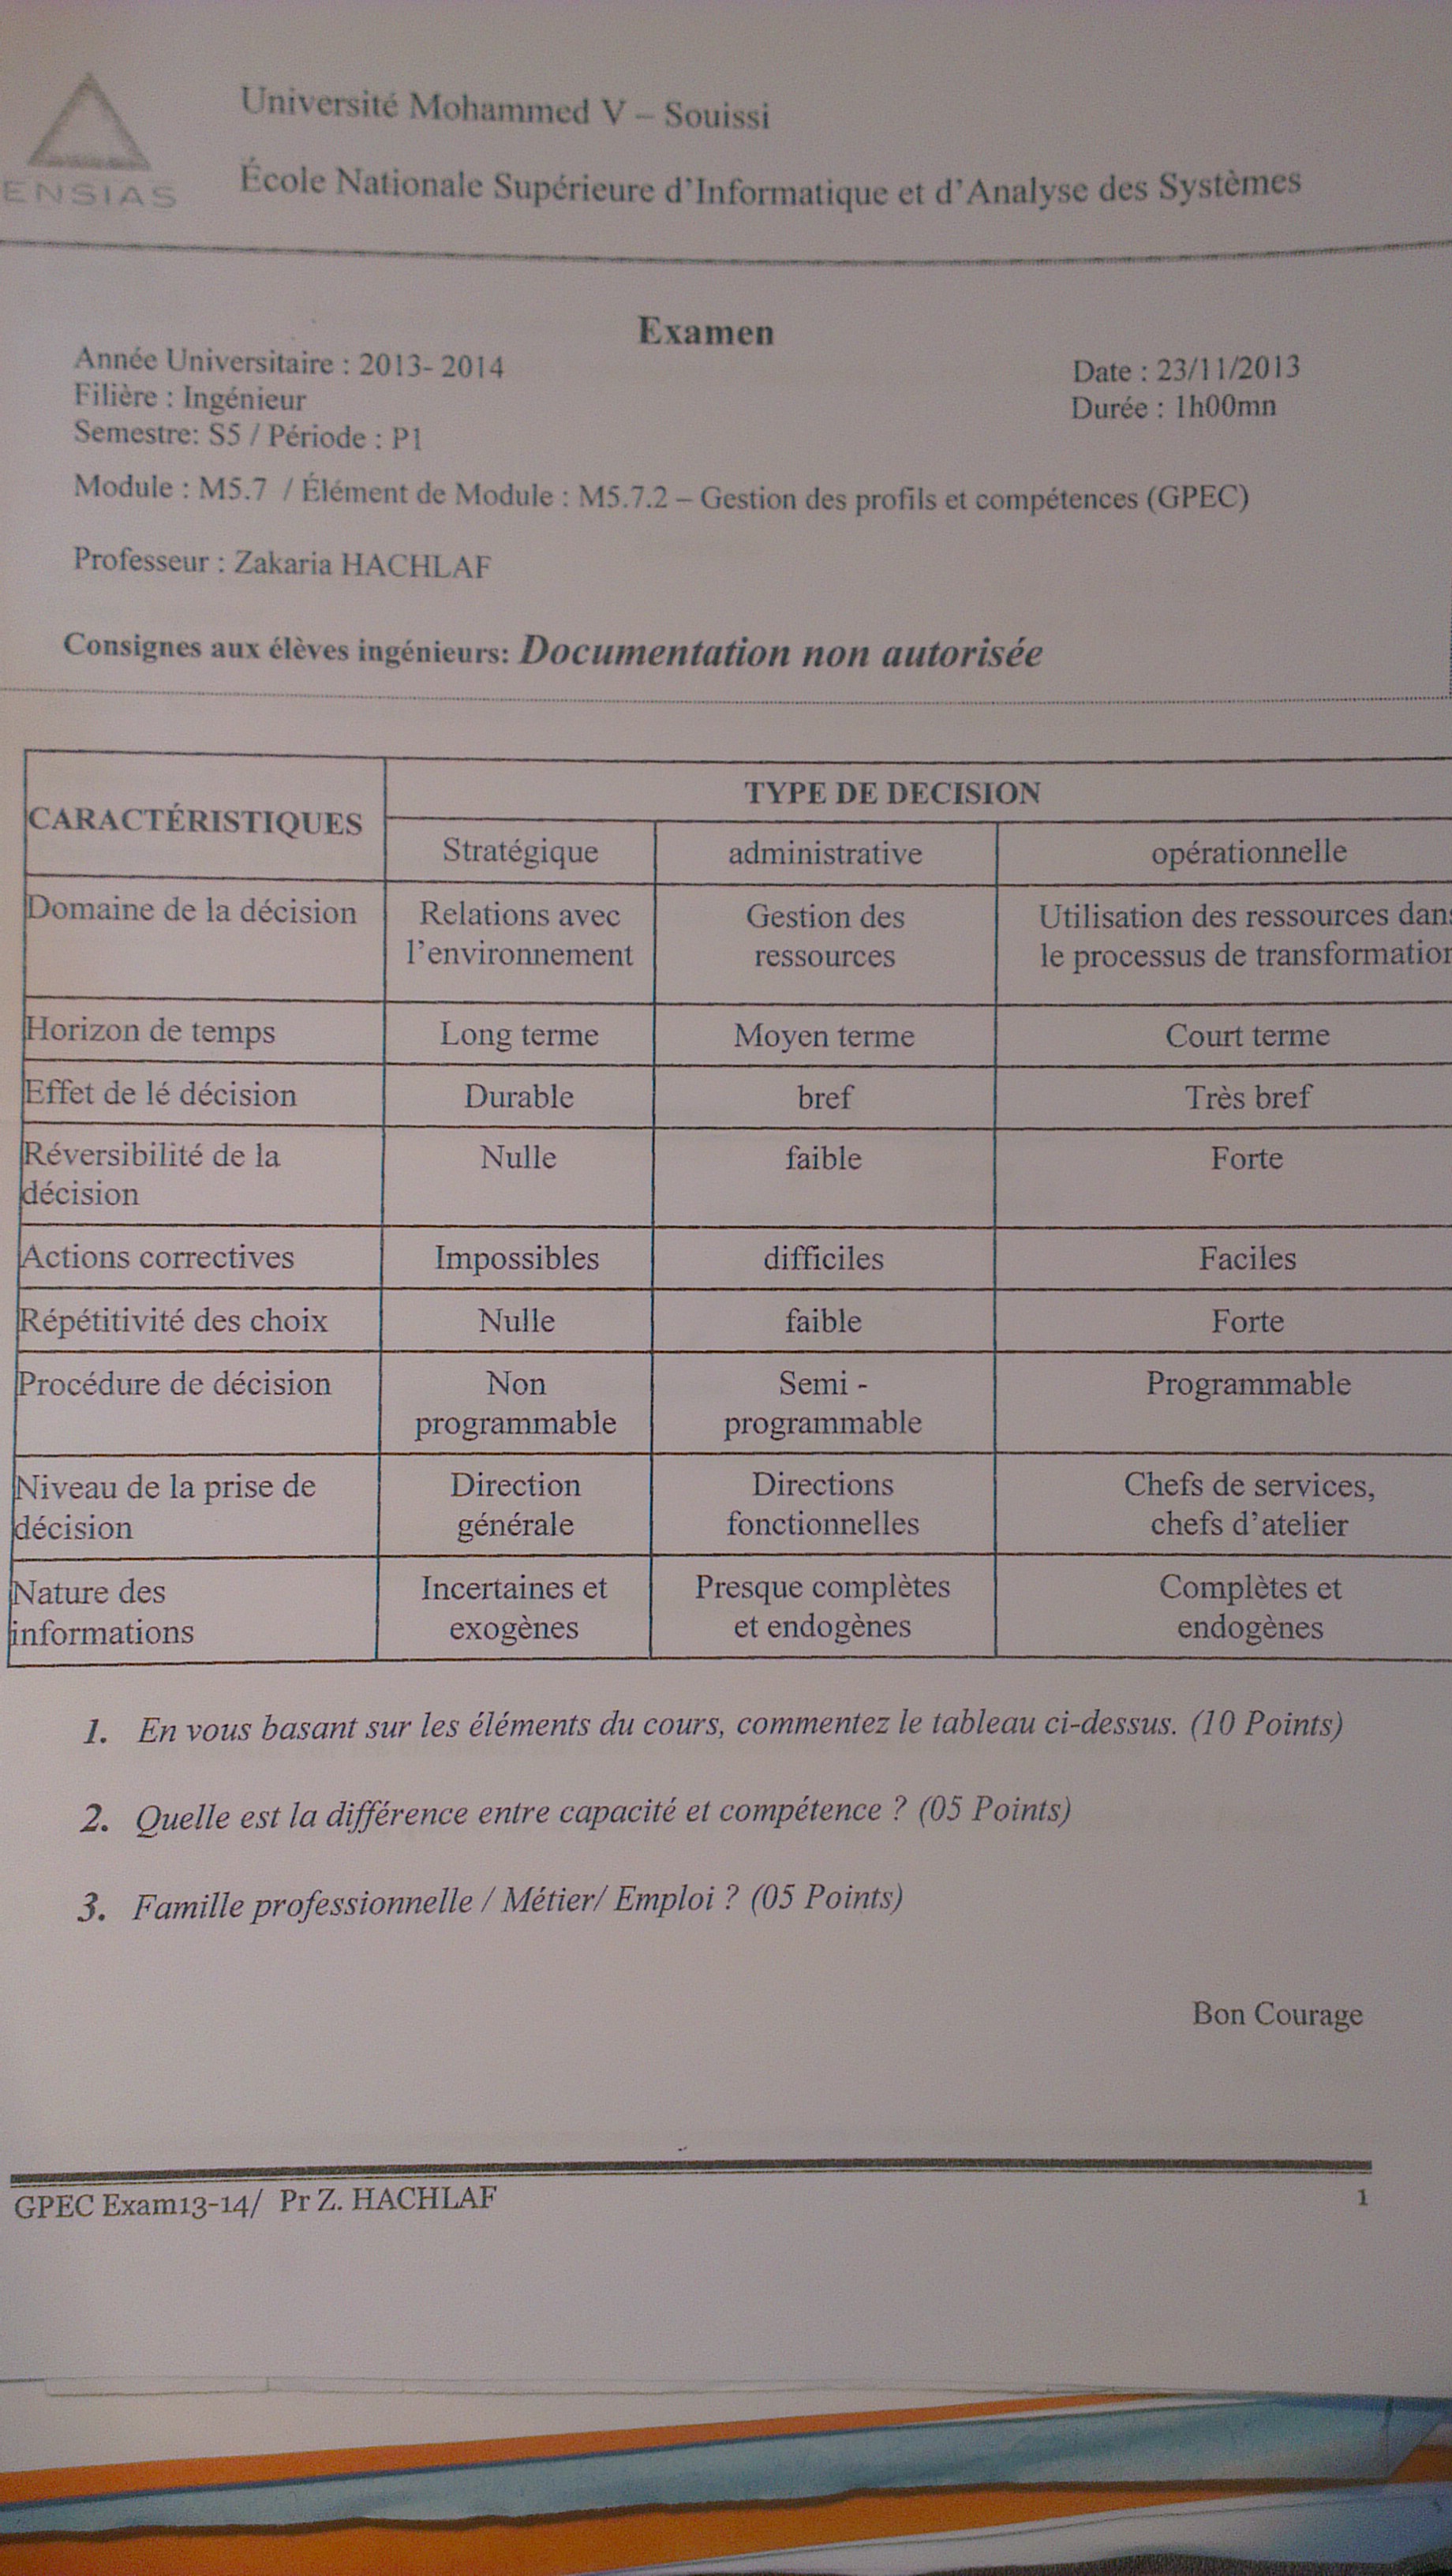 ENSIAS
Université Mohammed V – Souissi
École Nationale Supérieure d'Informatique et d'Analyse des Systèmes
Examen
Année Universitaire : 2013- 2014
Date : 23/11/2013
Filière : Ingénieur
Durée : 1h00mn
Semestre: S5 / Période : P1
Module : M5.7 / Élément de Module : M5.7.2 – Gestion des profils et compétences (GPEC)
Professeur : Zakaria HACHLAF
Consignes aux élèves ingénieurs: Documentation non autorisée
CARACTÉRISTIQUES
TYPE DE DECISION
Stratégique
administrative
opérationnelle
Domaine de la décision
Relations avec
l'environnement
Gestion des
ressources
Utilisation des ressources dans
le processus de transformation
Horizon de temps
Long terme
Moyen terme
Court terme
Effet de lé décision
Durable
bref
Très bref
Réversibilité de la
décision
Nulle
faible
Forte
Actions correctives
Impossibles
difficiles
Faciles
Répétitivité des choix
Nulle
faible
Forte
Procédure de décision
Non
programmable
Semi -
programmable
Programmable
Niveau de la prise de
décision
Direction
générale
Directions
fonctionnelles
Chefs de services,
chefs d'atelier
Nature des
informations
Incertaines et
exogènes
Presque complètes
et endogènes
Complètes et
endogènes
1. En vous basant sur les éléments du cours, commentez le tableau ci-dessus. (10 Points)
2. Quelle est la différence entre capacité et compétence ? (05 Points)
3. Famille professionnelle / Métier/ Emploi ? (05 Points)
Bon Courage
GPEC Exam13-14/ Pr Z. HACHLAF
1